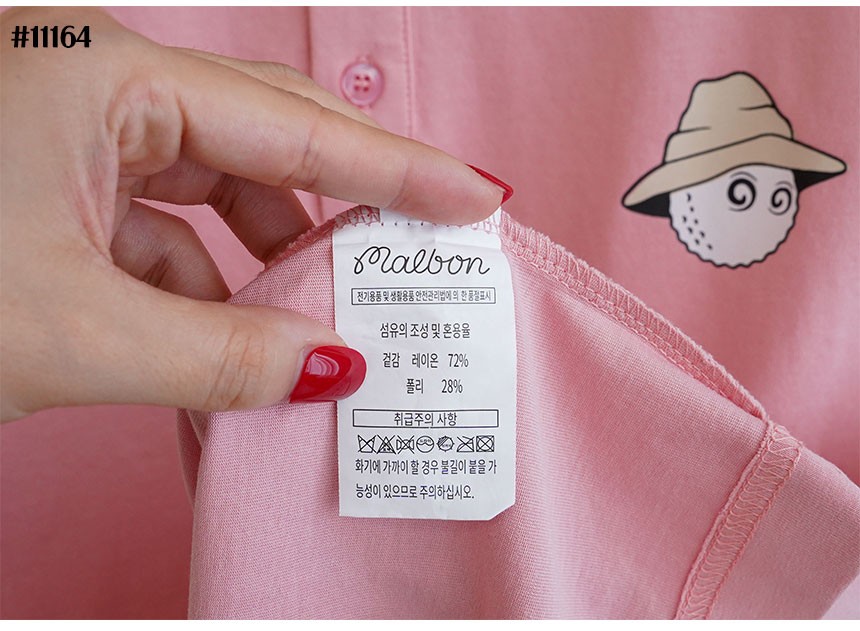 #11164
Malbon
전기용품 및 생활용품 안전관리법에 의 한 품질표시
섬유의 조성 및 혼용율
겉감 레이온 72%
폴리 28%
취급주의 사항
화기에 가까이 할 경우 불길이 붙을 가
능성이 있으므로 주의하십시오.